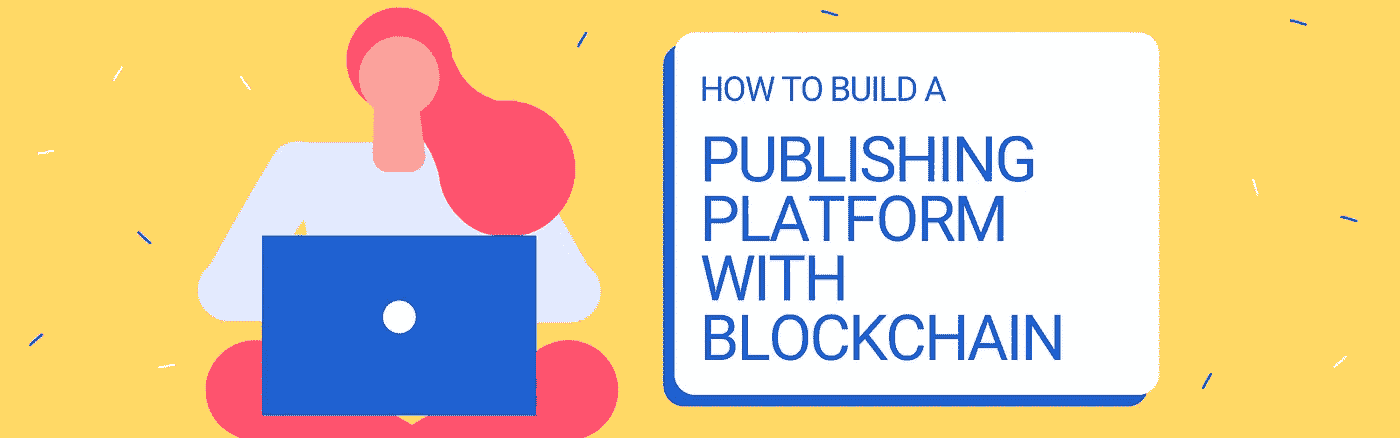 HOW TO BUILD A
PUBLISHING
PLATFORM
WITH
BLOCKCHAIN